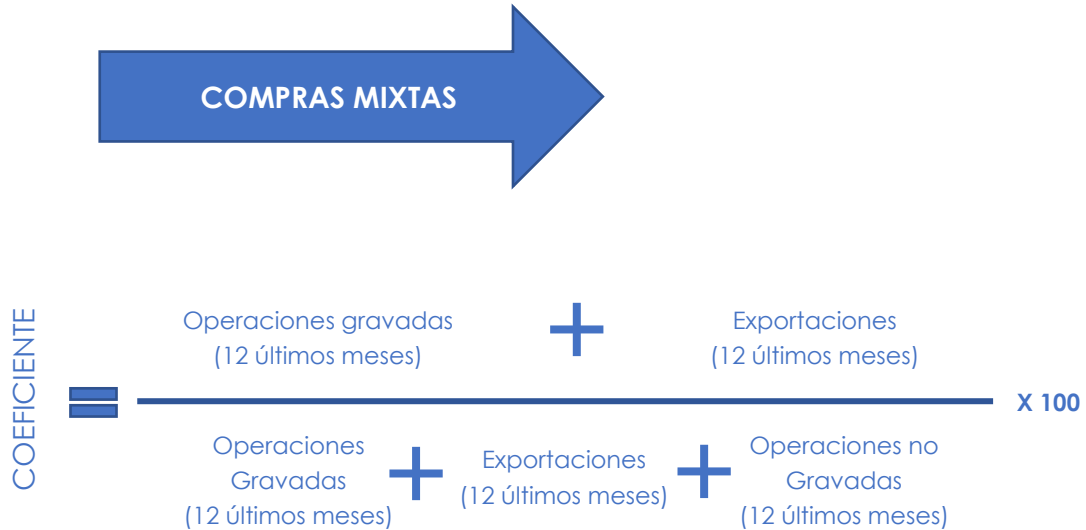 COMPRAS MIXTAS
COEFICIENTE
Operaciones gravadas
(12 últimos meses)
Exportaciones
(12 últimos meses)
X 100
Operaciones
Gravadas
(12 últimos meses)
Exportaciones
(12 últimos meses)
Operaciones no
Gravadas
(12 últimos meses)